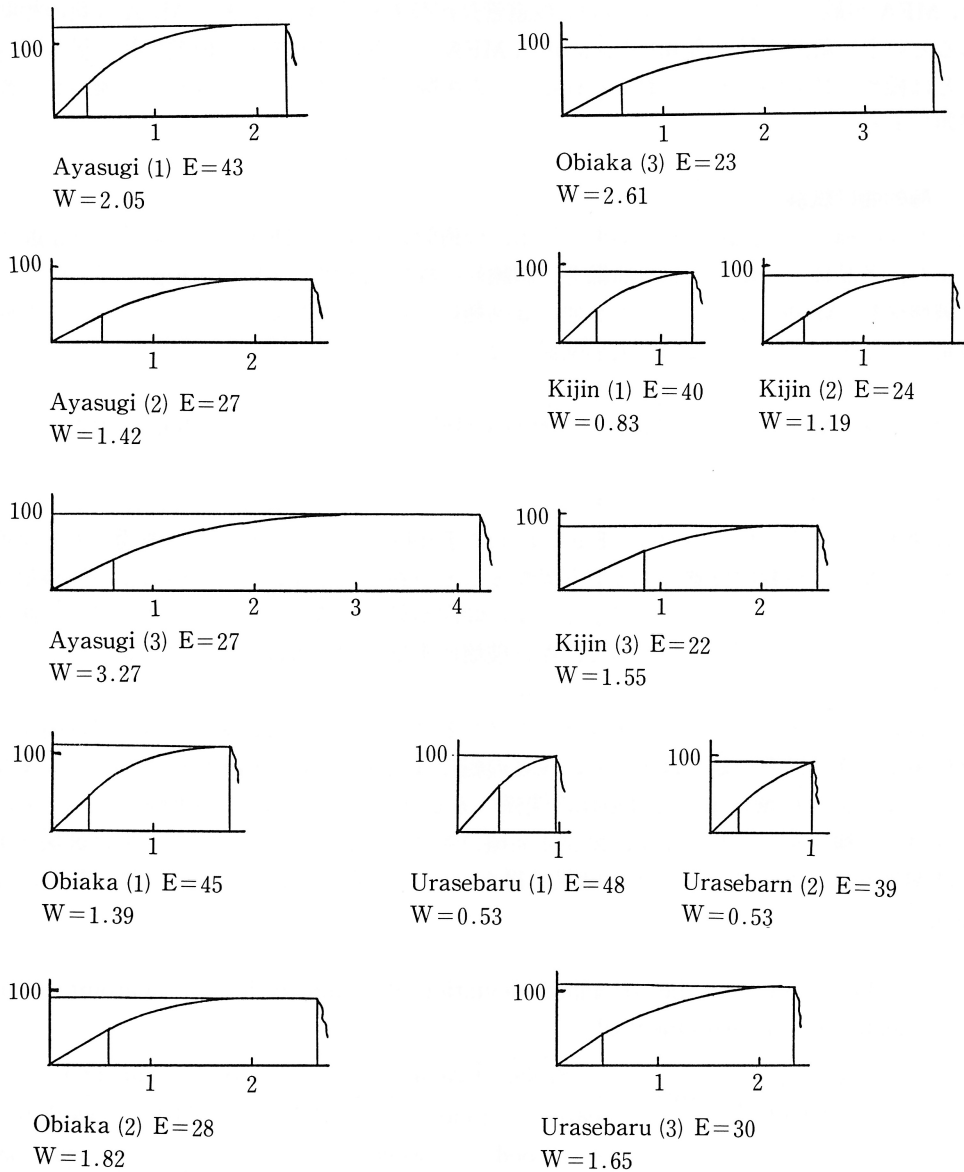 100
1 2
Ayasugi (1) E=43
W=2.05
100
1 2 3
Obiaka (3) E=23
W=2.61
100
1 2
Ayasugi (2) E=27
W=1.42
100
1
Kijin (1) E=40
W=0.83
100
1
Kijin (2) E=24
W=1.19
100
1 2 3 4
Ayasugi (3) E=27
W=3.27
100
1 2
Kijin (3) E=22
W=1.55
100
1
Obiaka (1) E=45
W=1.39
100
1
Urasebaru (1) E=48
W=0.53
100
1
Urasebarn (2) E=39
W=0.53
100
1 2
Obiaka (2) E=28
W=1.82
100
1 2
Urasebaru (3) E=30
W=1.65